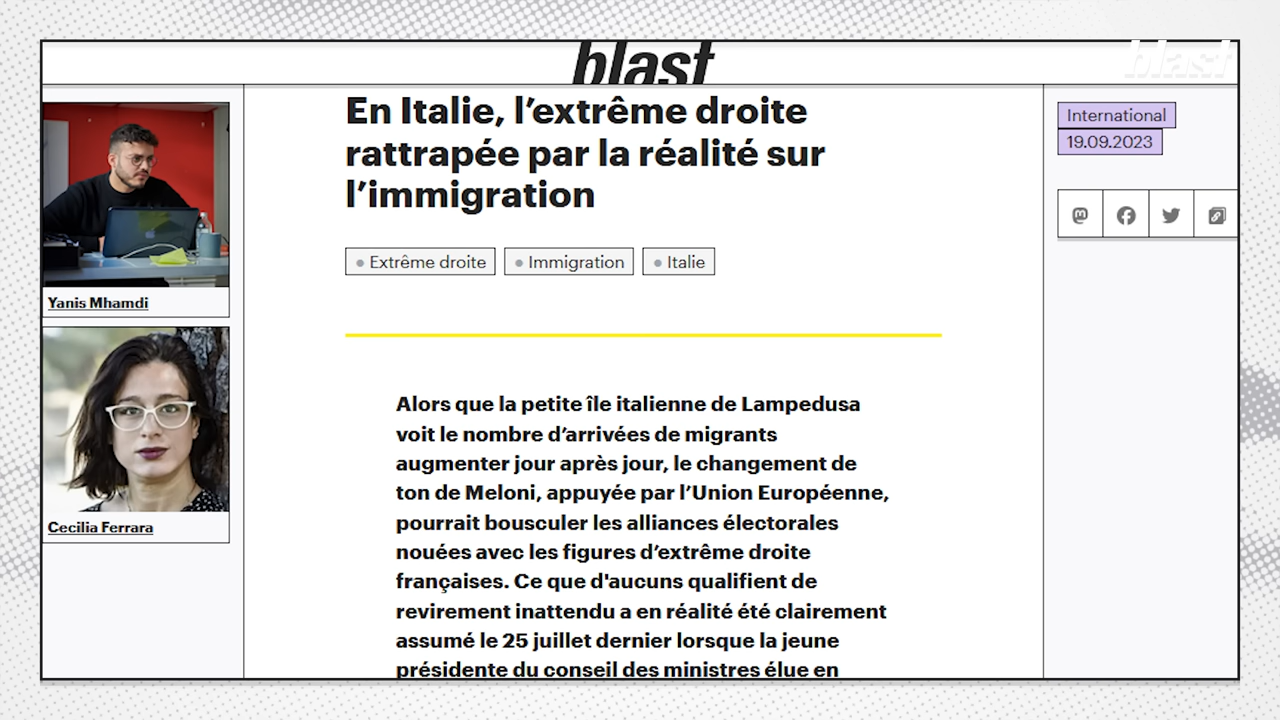 blast
blast
Yanis Mhamdi
Cecilia Ferrara
En Italie, l’extrême droite
rattrapée par la réalité sur
l’immigration
Extrême droite
Immigration
Italie
Alors que la petite île italienne de Lampedusa
voit le nombre d’arrivées de migrants
augmenter jour après jour, le changement de
ton de Meloni, appuyée par l’Union Européenne,
pourrait bousculer les alliances électorales
nouées avec les figures d’extrême droite
françaises. Ce que d'aucuns qualifient de
revirement inattendu a en réalité été clairement
assumé le 25 juillet dernier lorsque la jeune
présidente du conseil des ministres élue en
International
19.09.2023